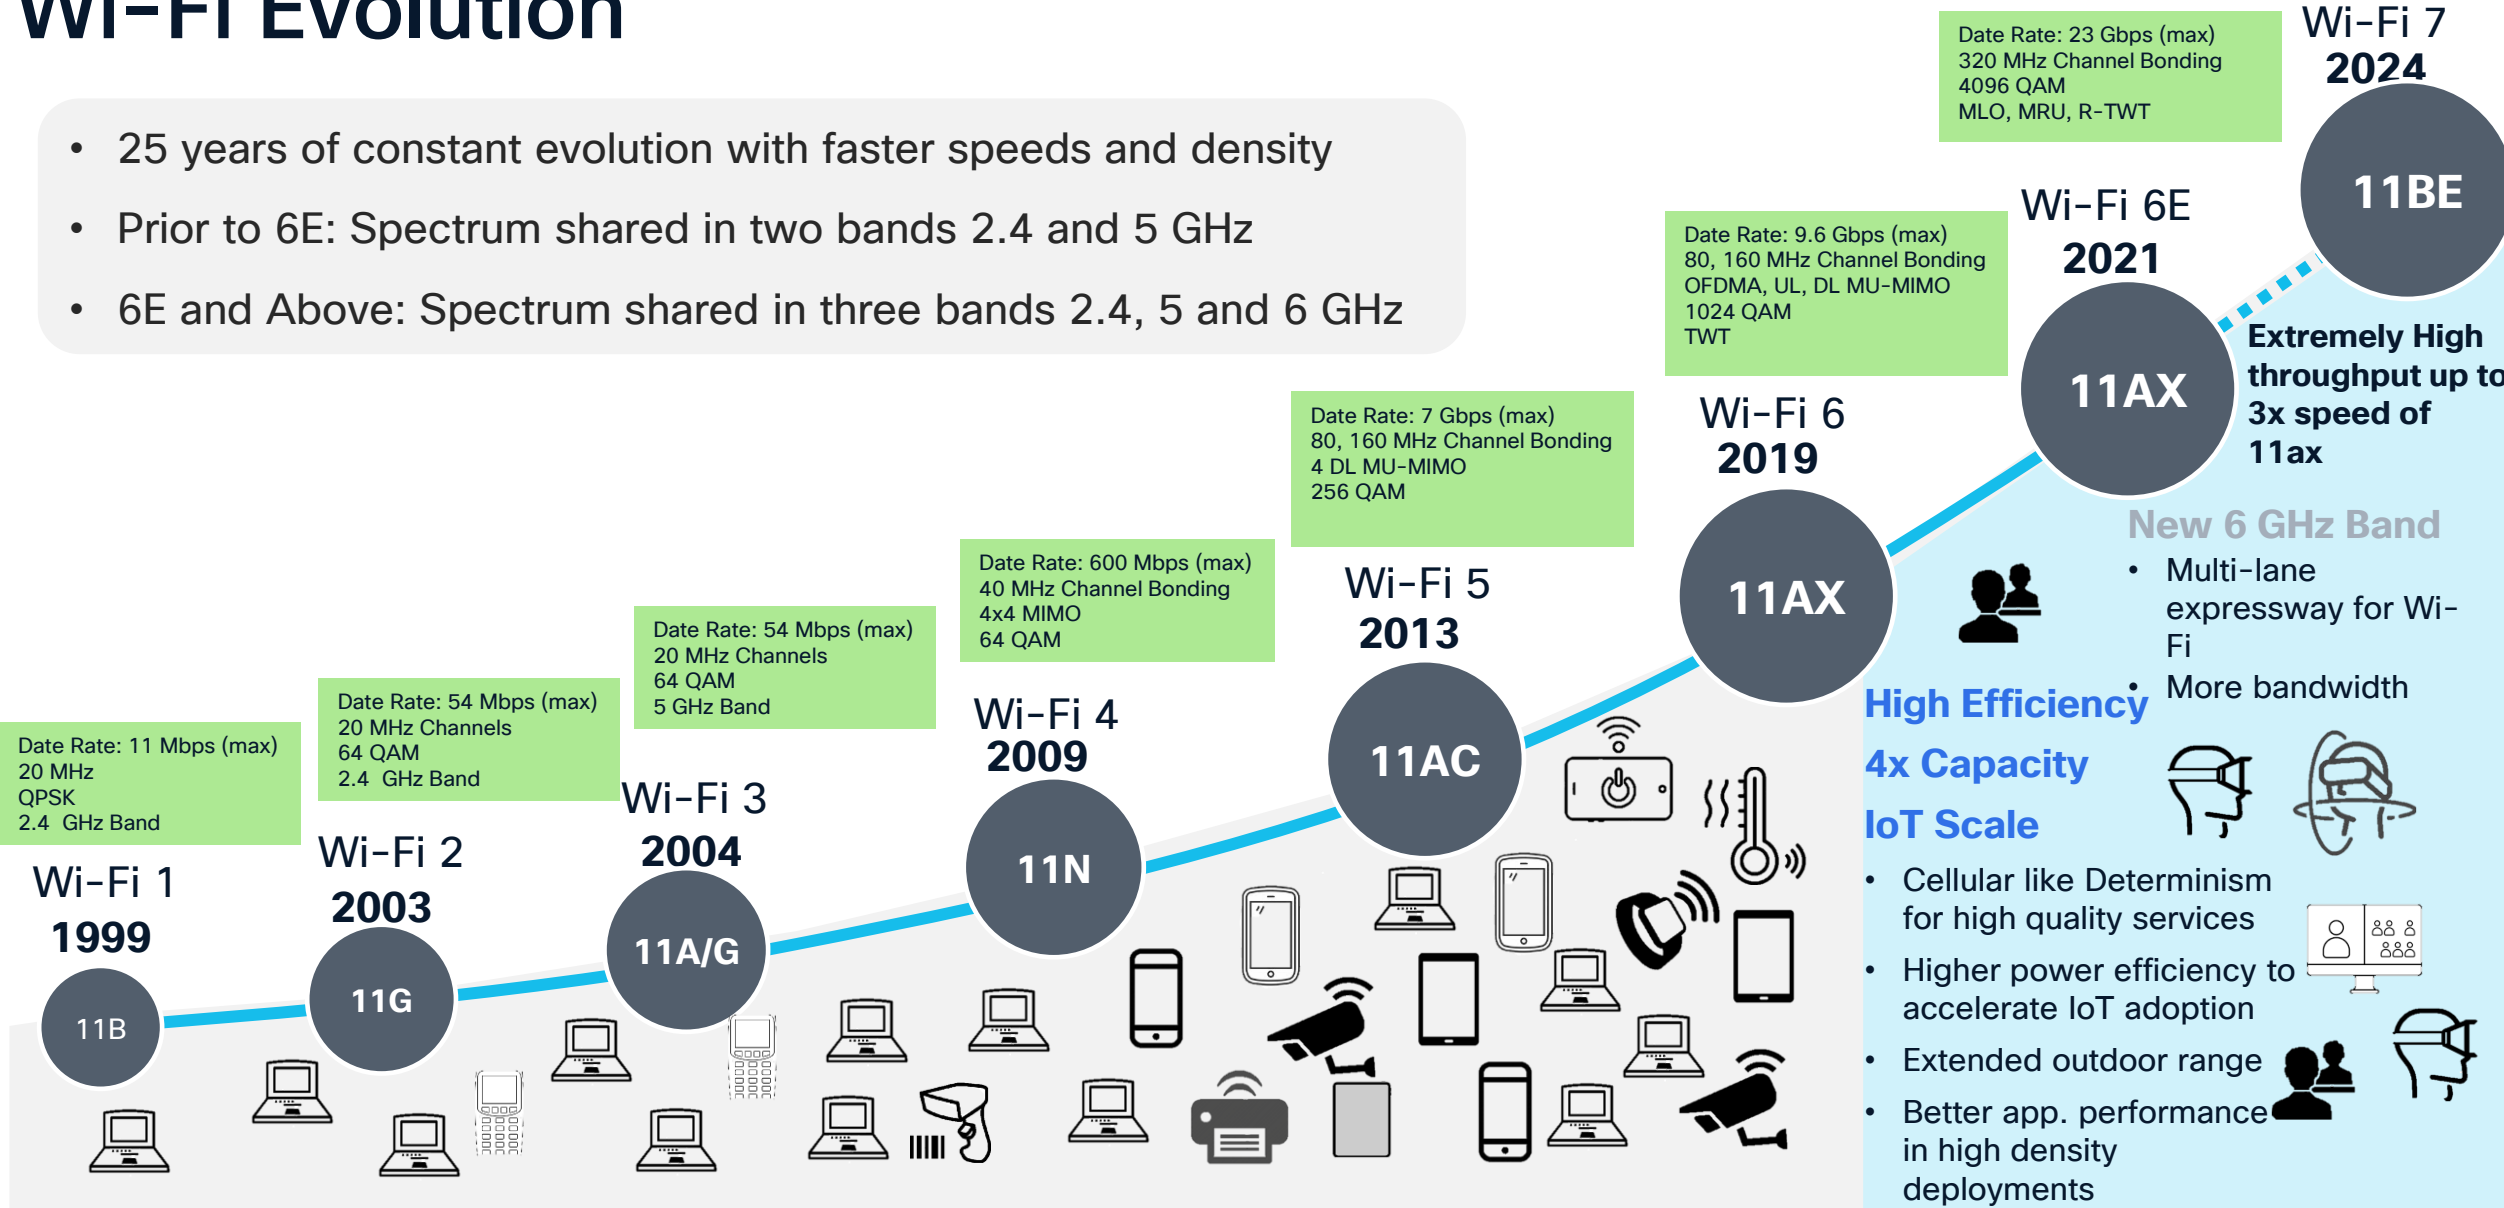 Wi-Fi Evolution
• 25 years of constant evolution with faster speeds and density
• Prior to 6E: Spectrum shared in two bands 2.4 and 5 GHz
• 6E and Above: Spectrum shared in three bands 2.4, 5 and 6 GHz
Date Rate: 11 Mbps (max)
20 MHz
QPSK
2.4 GHz Band
Wi-Fi 1
1999
11B
Date Rate: 54 Mbps (max)
20 MHz Channels
64 QAM
2.4 GHz Band
Wi-Fi 2
2003
11G
Date Rate: 54 Mbps (max)
20 MHz Channels
64 QAM
5 GHz Band
Wi-Fi 3
2004
11A/G
Date Rate: 600 Mbps (max)
40 MHz Channel Bonding
4x4 MIMO
64 QAM
Wi-Fi 4
2009
11N
Date Rate: 7 Gbps (max)
80, 160 MHz Channel Bonding
4 DL MU-MIMO
256 QAM
Wi-Fi 5
2013
11AC
Date Rate: 9.6 Gbps (max)
80, 160 MHz Channel Bonding
OFDMA, UL, DL MU-MIMO
1024 QAM
TWT
Wi-Fi 6
2019
11AX
Wi-Fi 6E
2021
11AX
Date Rate: 23 Gbps (max)
320 MHz Channel Bonding
4096 QAM
MLO, MRU, R-TWT
Wi-Fi 7
2024
11BE
Extremely High
throughput up to
3x speed of
11ax
New 6 GHz Band
• Multi-lane
expressway for Wi-
Fi
• More bandwidth
High Efficiency
4x Capacity
IoT Scale
• Cellular like Determinism
for high quality services
• Higher power efficiency to
accelerate IoT adoption
• Extended outdoor range
• Better app. performance
in high density
deployments